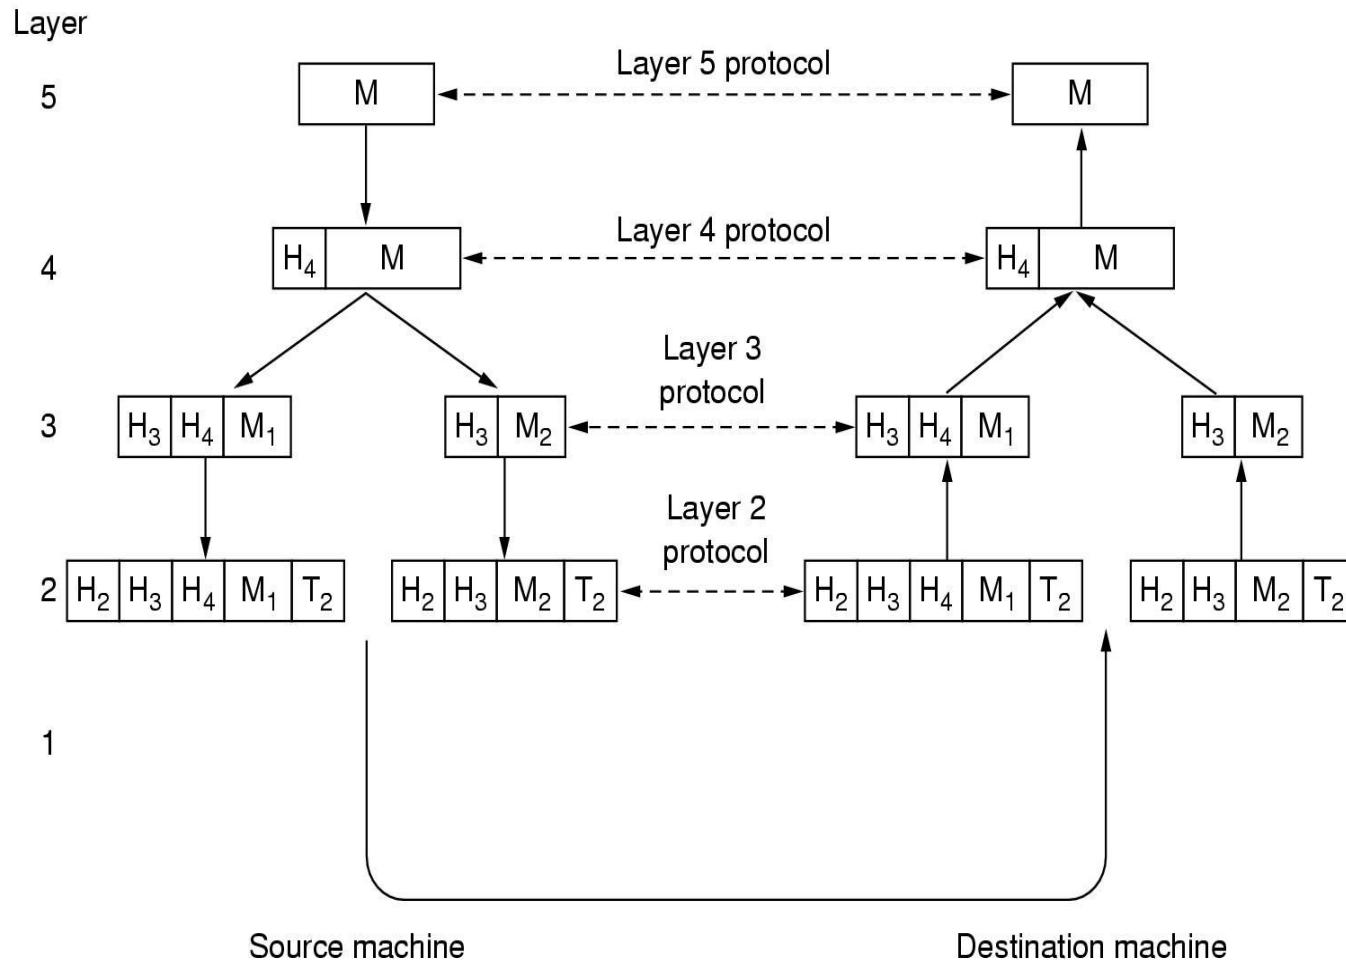 Layer
5 M Layer 5 protocol M
4 H₄ M Layer 4 protocol H₄ M
Layer 3
protocol
3 H₃ H₄ M₁ H₃ M₂ H₃ H₄ M₁ H₃ M₂
Layer 2
protocol
2 H₂ H₃ H₄ M₁ T₂ H₂ H₃ M₂ T₂ H₂ H₃ H₄ M₁ T₂ H₂ H₃ M₂ T₂
1
Source machine Destination machine